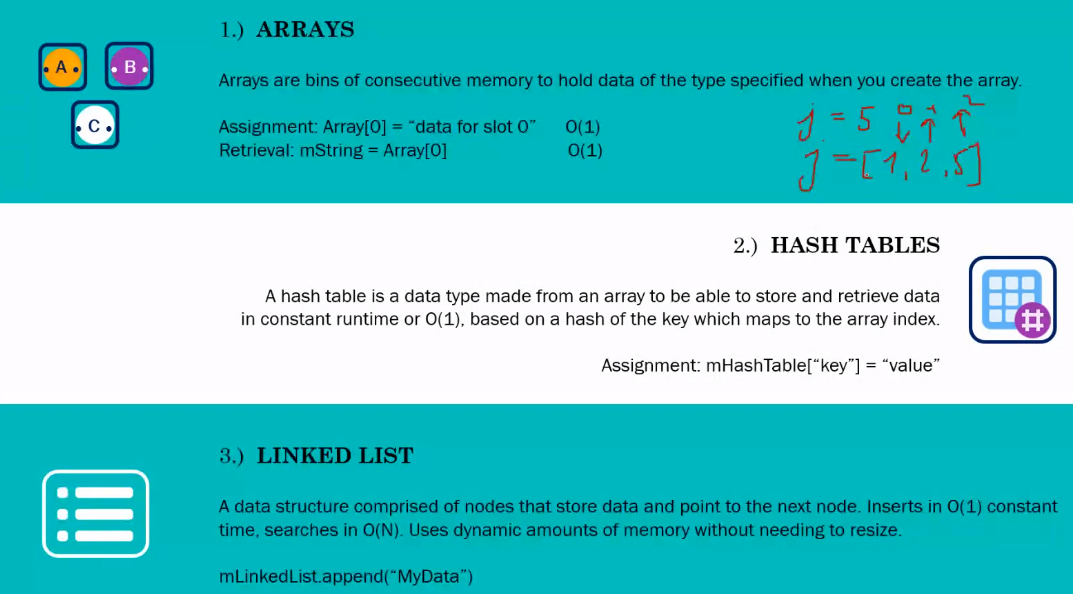 1.) ARRAYS
A B
C
Arrays are bins of consecutive memory to hold data of the type specified when you create the array.
Assignment: Array[0] = “data for slot 0” O(1)
Retrieval: mString = Array[0] O(1)
j = 5 0 1 2
j = [1, 2, 5]
2.) HASH TABLES
A hash table is a data type made from an array to be able to store and retrieve data
in constant runtime or O(1), based on a hash of the key which maps to the array index.
#
Assignment: mHashTable[“key”] = “value”
3.) LINKED LIST
A data structure comprised of nodes that store data and point to the next node. Inserts in O(1) constant
time, searches in O(N). Uses dynamic amounts of memory without needing to resize.
mLinkedList.append(“MyData”)